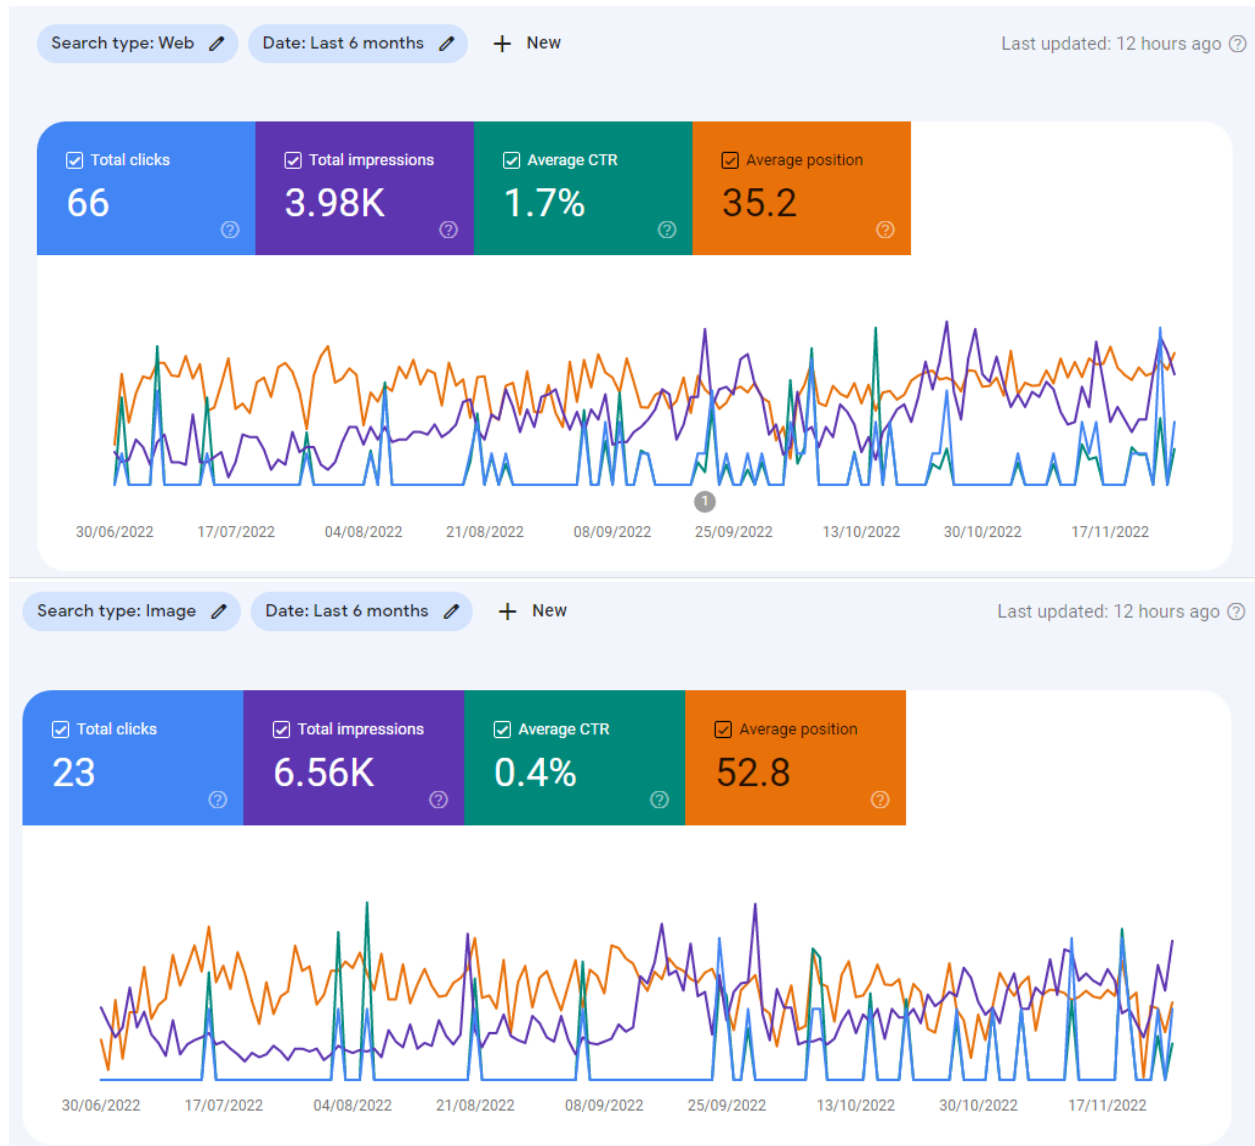 Search type: Web Date: Last 6 months + New Last updated: 12 hours ago
Total clicks Total impressions Average CTR Average position
66 3.98K 1.7% 35.2
1
30/06/2022 17/07/2022 04/08/2022 21/08/2022 08/09/2022 25/09/2022 13/10/2022 30/10/2022 17/11/2022
Search type: Image Date: Last 6 months + New Last updated: 12 hours ago
Total clicks Total impressions Average CTR Average position
23 6.56K 0.4% 52.8
30/06/2022 17/07/2022 04/08/2022 21/08/2022 08/09/2022 25/09/2022 13/10/2022 30/10/2022 17/11/2022